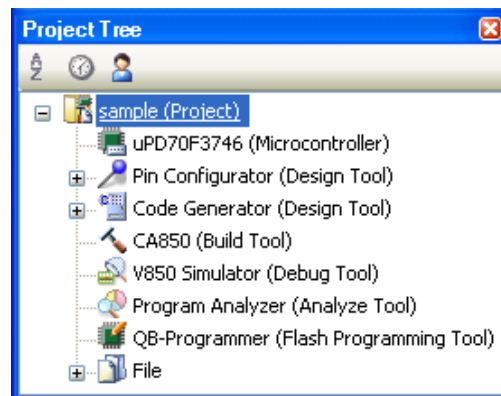 Project Tree
sample (Project)
uPD70F3746 (Microcontroller)
Pin Configurator (Design Tool)
Code Generator (Design Tool)
CA850 (Build Tool)
V850 Simulator (Debug Tool)
Program Analyzer (Analyze Tool)
QB-Programmer (Flash Programming Tool)
File